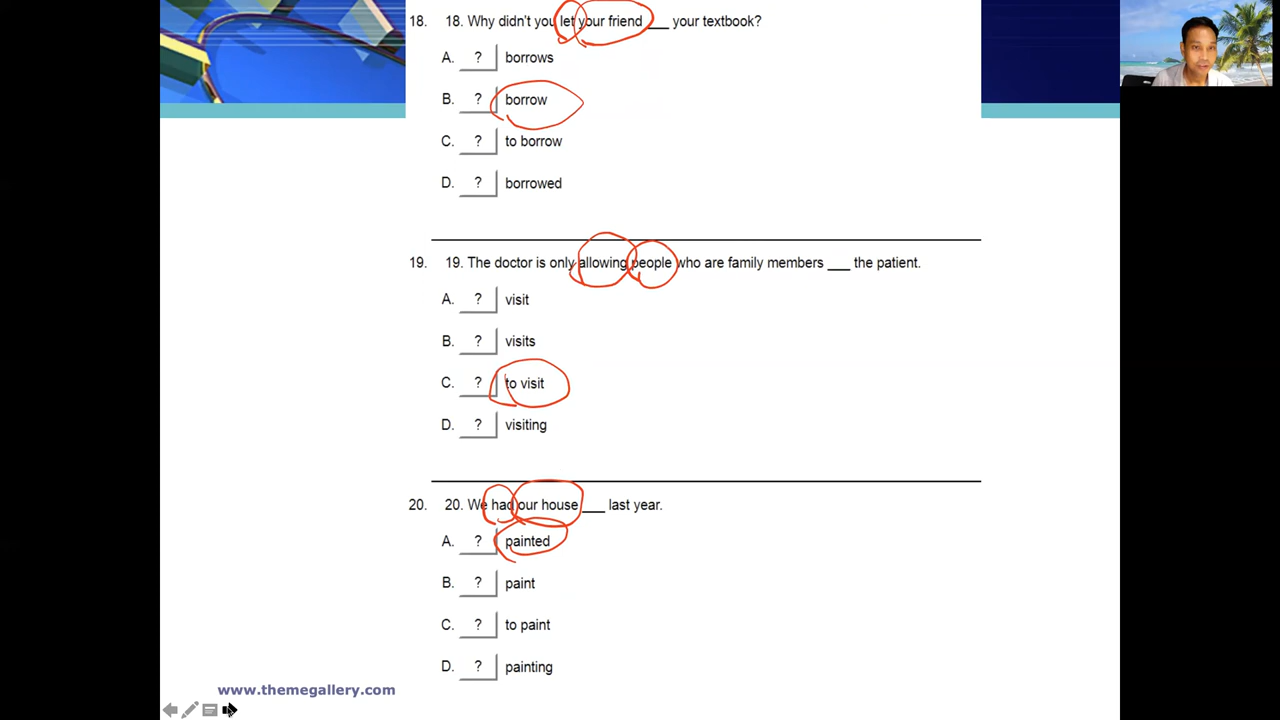 18. 18. Why didn't you let your friend ___ your textbook?
A. ? borrows
B. ? borrow
C. ? to borrow
D. ? borrowed
19. 19. The doctor is only allowing people who are family members ___ the patient.
A. ? visit
B. ? visits
C. ? to visit
D. ? visiting
20. 20. We had our house ___ last year.
A. ? painted
B. ? paint
C. ? to paint
D. ? painting
www.themegallery.com